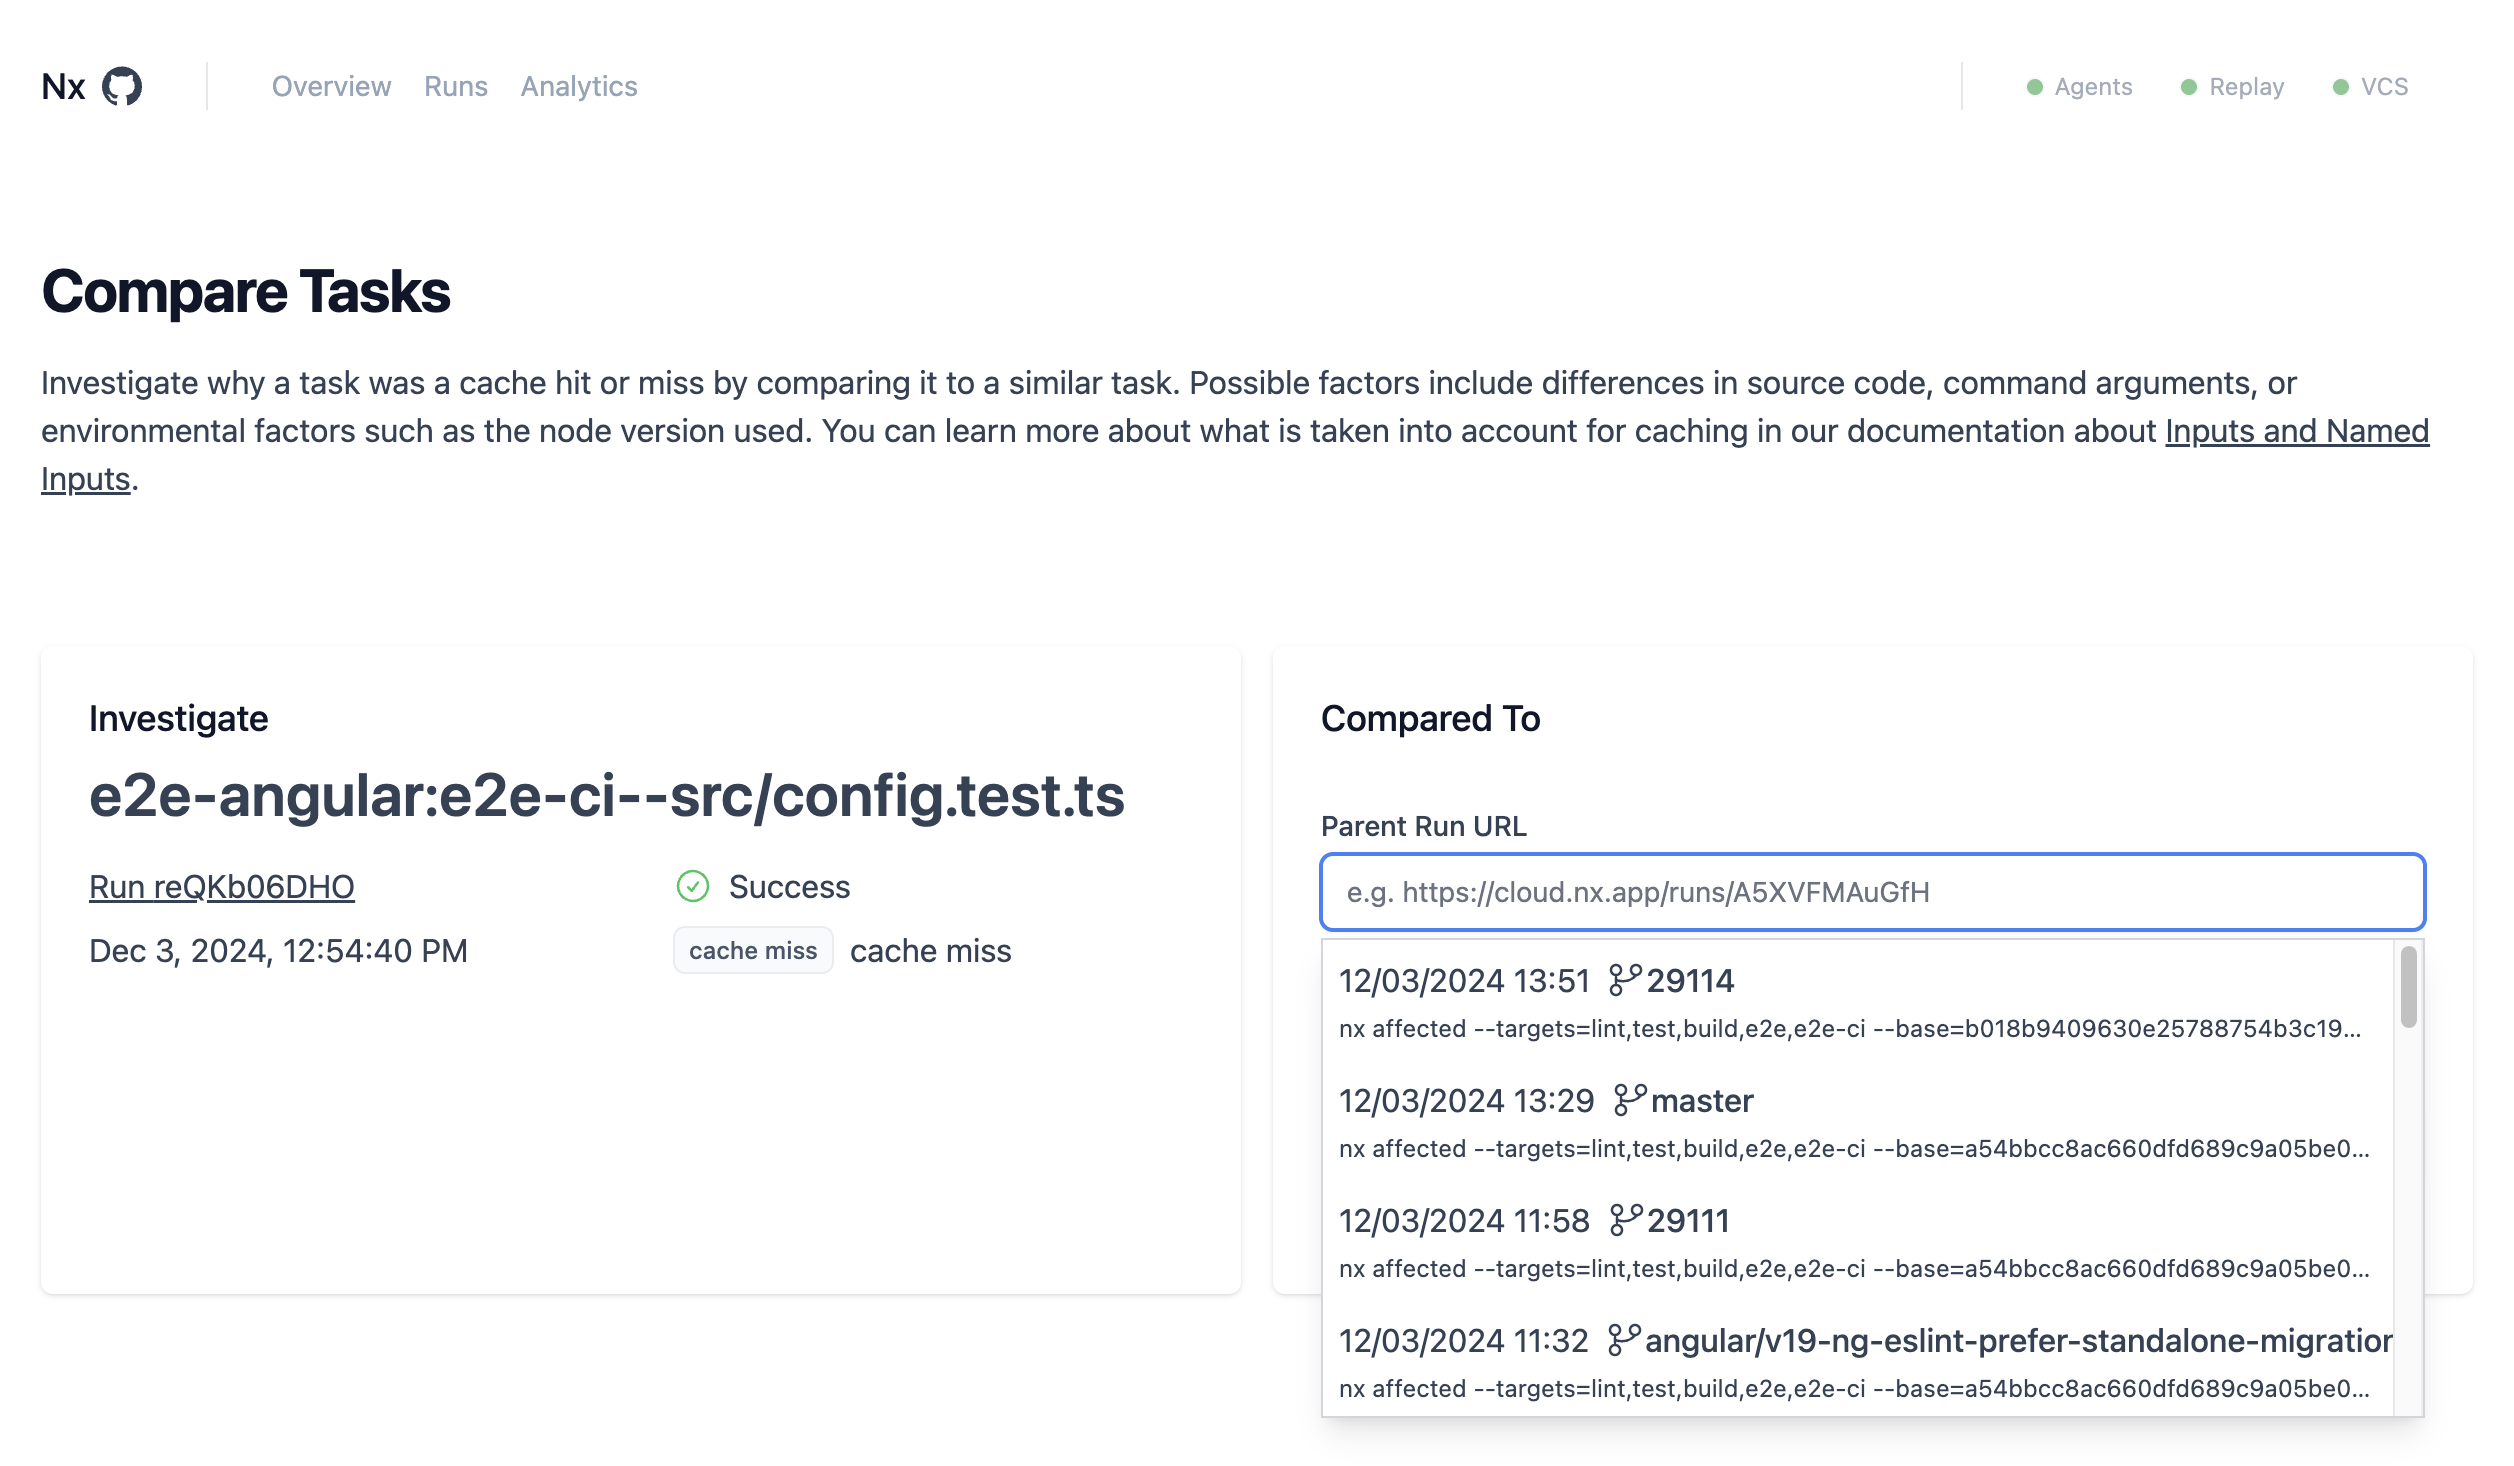 Nx
Overview Runs Analytics
Agents Replay VCS
Compare Tasks
Investigate why a task was a cache hit or miss by comparing it to a similar task. Possible factors include differences in source code, command arguments, or
environmental factors such as the node version used. You can learn more about what is taken into account for caching in our documentation about Inputs and Named
Inputs.
Investigate
e2e-angular:e2e-ci--src/config.test.ts
Run reQKb06DHO
Success
Dec 3, 2024, 12:54:40 PM
cache miss cache miss
Compared To
Parent Run URL
e.g. https://cloud.nx.app/runs/A5XVFMAuGfH
12/03/2024 13:51 29114
nx affected --targets=lint,test,build,e2e,e2e-ci --base=b018b9409630e25788754b3c19...
12/03/2024 13:29 master
nx affected --targets=lint,test,build,e2e,e2e-ci --base=a54bbcc8ac660dfd689c9a05be0...
12/03/2024 11:58 29111
nx affected --targets=lint,test,build,e2e,e2e-ci --base=a54bbcc8ac660dfd689c9a05be0...
12/03/2024 11:32 angular/v19-ng-eslint-prefer-standalone-migration
nx affected --targets=lint,test,build,e2e,e2e-ci --base=a54bbcc8ac660dfd689c9a05be0...